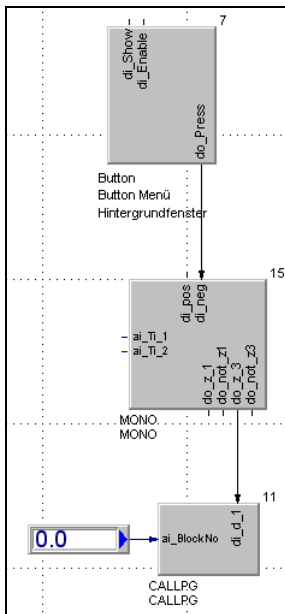 7
di_Show
di_Enable
do_Press
Button
Button Menü
Hintergrundfenster
15
di_pos
di_neg
ai_Ti_1
ai_Ti_2
do_z_1
do_not_z1
do_z_3
do_not_z3
MONO
MONO
11
0.0
ai_BlockNo
di_d_1
CALLPG
CALLPG